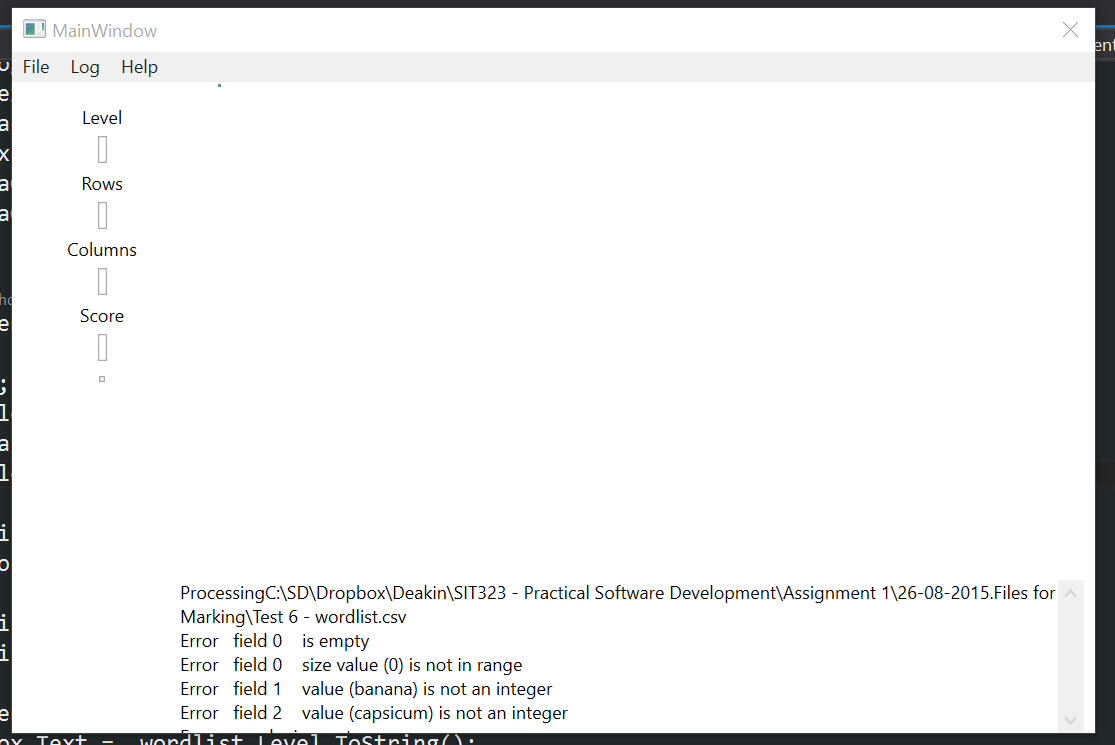 MainWindow
File Log Help
Level
Rows
Columns
Score
ProcessingC:\SD\Dropbox\Deakin\SIT323 - Practical Software Development\Assignment 1\26-08-2015.Files for
Marking\Test 6 - wordlist.csv
Error field 0 is empty
Error field 0 size value (0) is not in range
Error field 1 value (banana) is not an integer
Error field 2 value (capsicum) is not an integer
ox.Text = wordlist.Level.ToString();